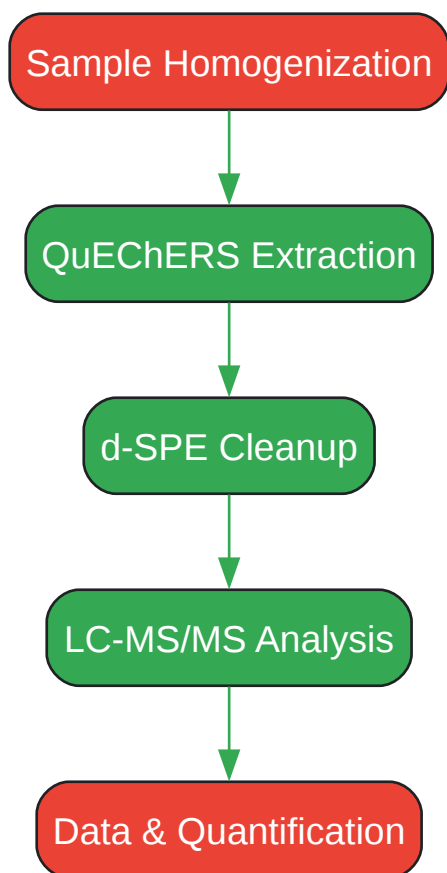 Sample Homogenization
QuEChERS Extraction
d-SPE Cleanup
LC-MS/MS Analysis
Data & Quantification